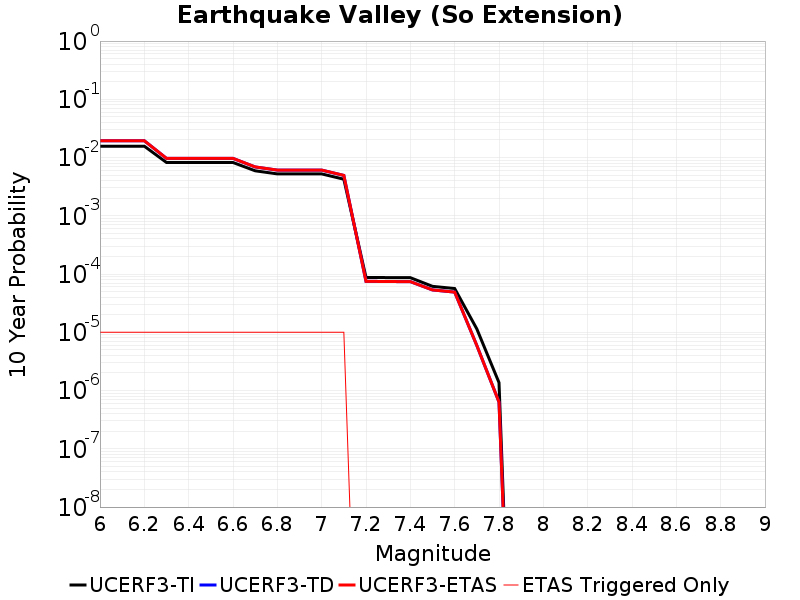 Earthquake Valley (So Extension)
10 Year Probability
10^0
10^-1
10^-2
10^-3
10^-4
10^-5
10^-6
10^-7
10^-8
6 6.2 6.4 6.6 6.8 7 7.2 7.4 7.6 7.8 8 8.2 8.4 8.6 8.8 9
Magnitude
UCERF3-TI UCERF3-TD UCERF3-ETAS ETAS Triggered Only